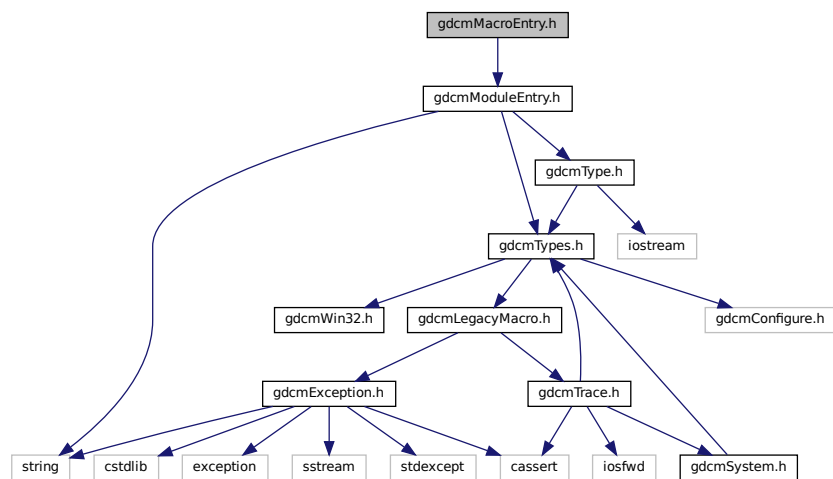 gdcmMacroEntry.h
gdcmModuleEntry.h
gdcmType.h
gdcmTypes.h
iostream
gdcmWin32.h
gdcmLegacyMacro.h
gdcmConfigure.h
gdcmException.h
gdcmTrace.h
string
cstdlib
exception
sstream
stdexcept
cassert
iosfwd
gdcmSystem.h